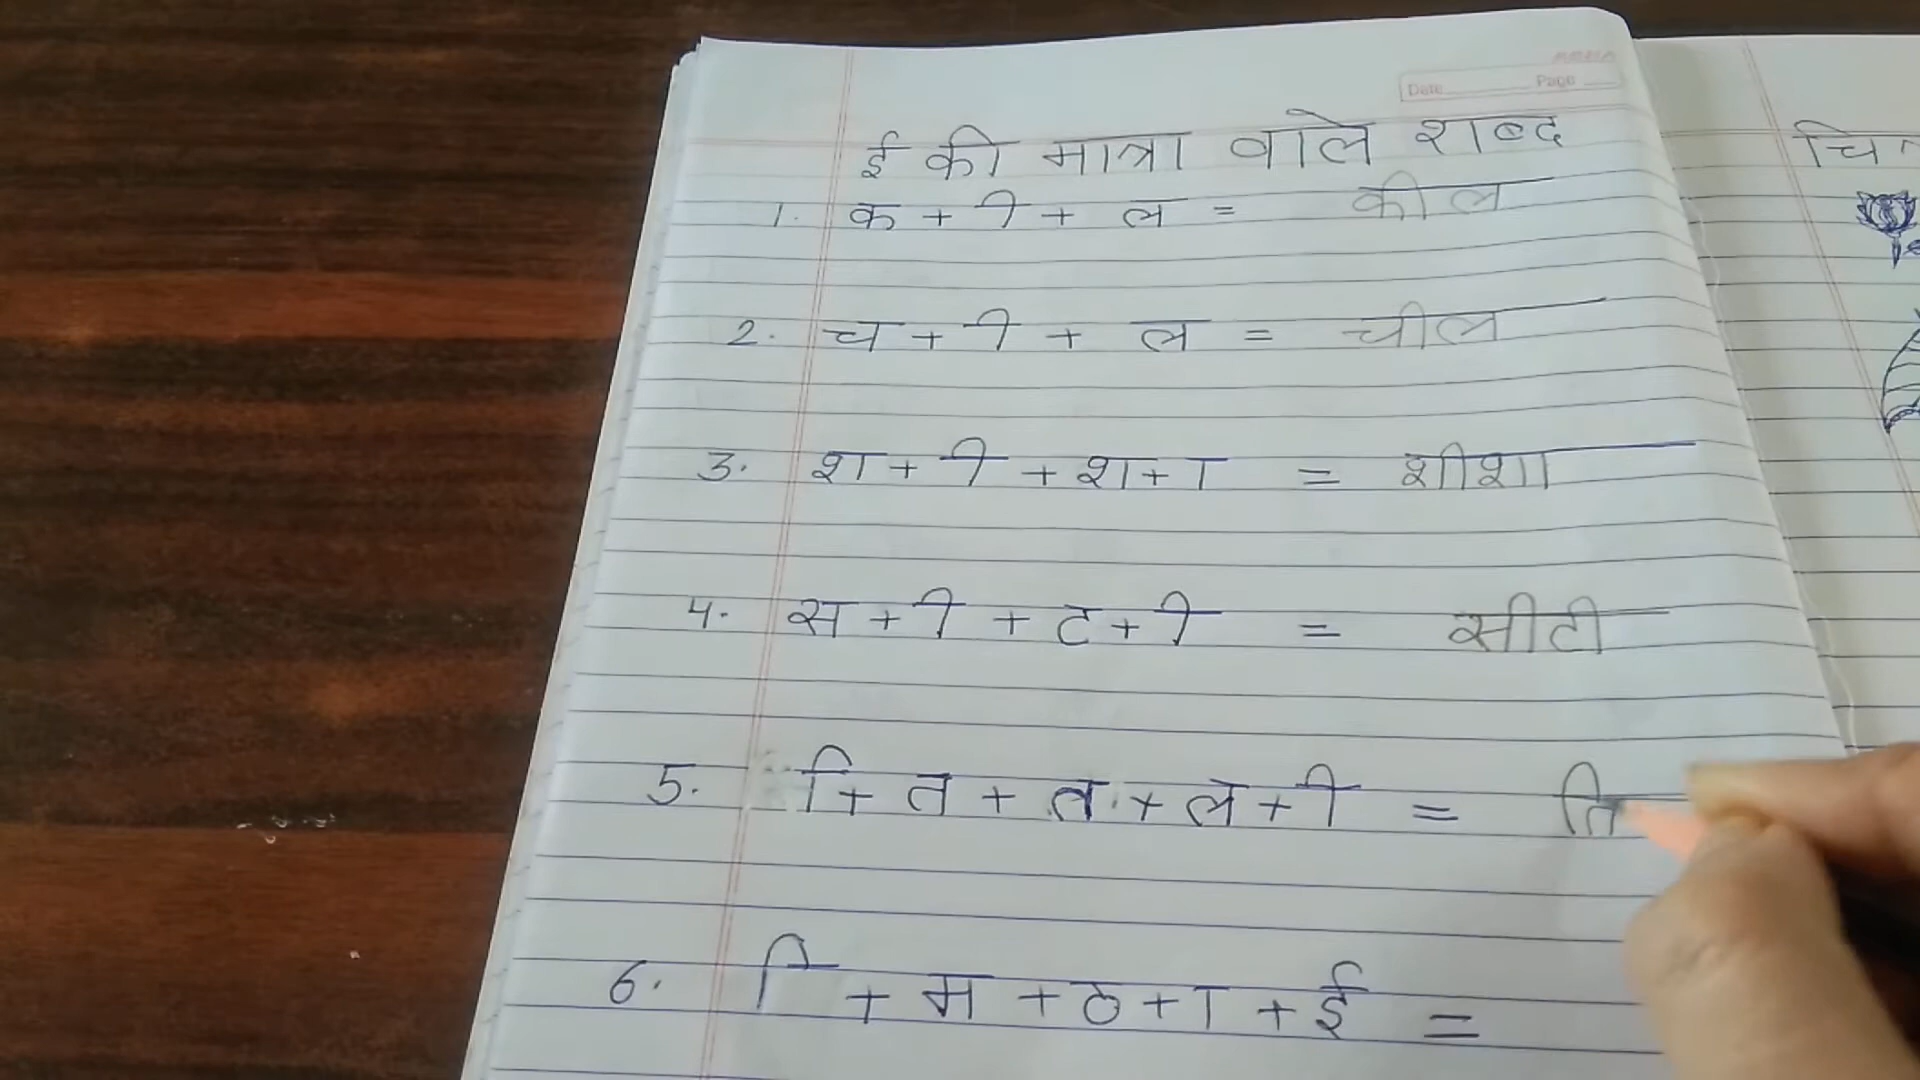 Date Page
ई की मात्रा वाले शब्द
1. क + ी + ल = कील
2. च + ी + ल = चील
3. श + ी + श + ा = शीशा
4. स + ी + ट + ी = सीटी
5. ि + त + त + ल + ी = ति
6. ि + म + ठ + ा + ई =